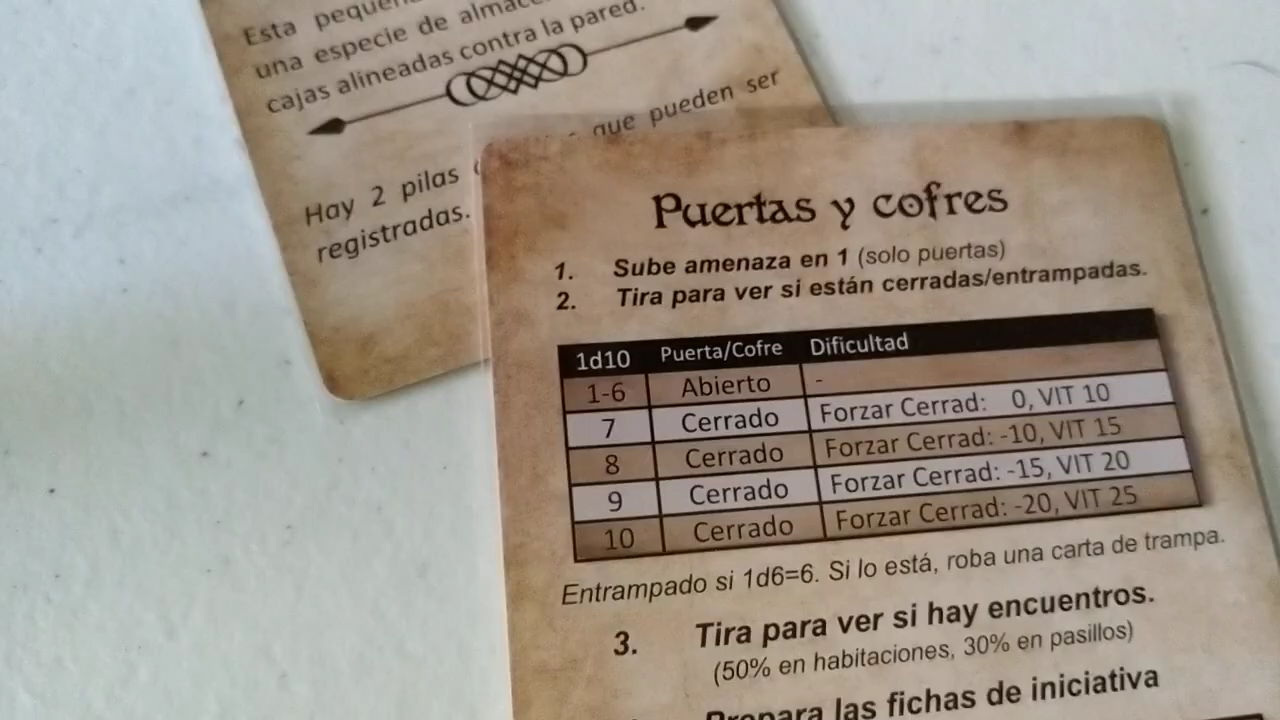 Esta
una especie de
cajas alineadas contra la pared.
Hay 2 pilas que pueden ser
registradas.
Puertas y cofres
1. Sube amenaza en 1 (solo puertas)
2. Tira para ver si están cerradas/entrampadas.
1d10 Puerta/Cofre Dificultad
1-6 Abierto -
7 Cerrado Forzar Cerrad: 0, VIT 10
8 Cerrado Forzar Cerrad: -10, VIT 15
9 Cerrado Forzar Cerrad: -15, VIT 20
10 Cerrado Forzar Cerrad: -20, VIT 25
Entrampado si 1d6=6. Si lo está, roba una carta de trampa.
3. Tira para ver si hay encuentros.
(50% en habitaciones, 30% en pasillos)
Prepara las fichas de iniciativa